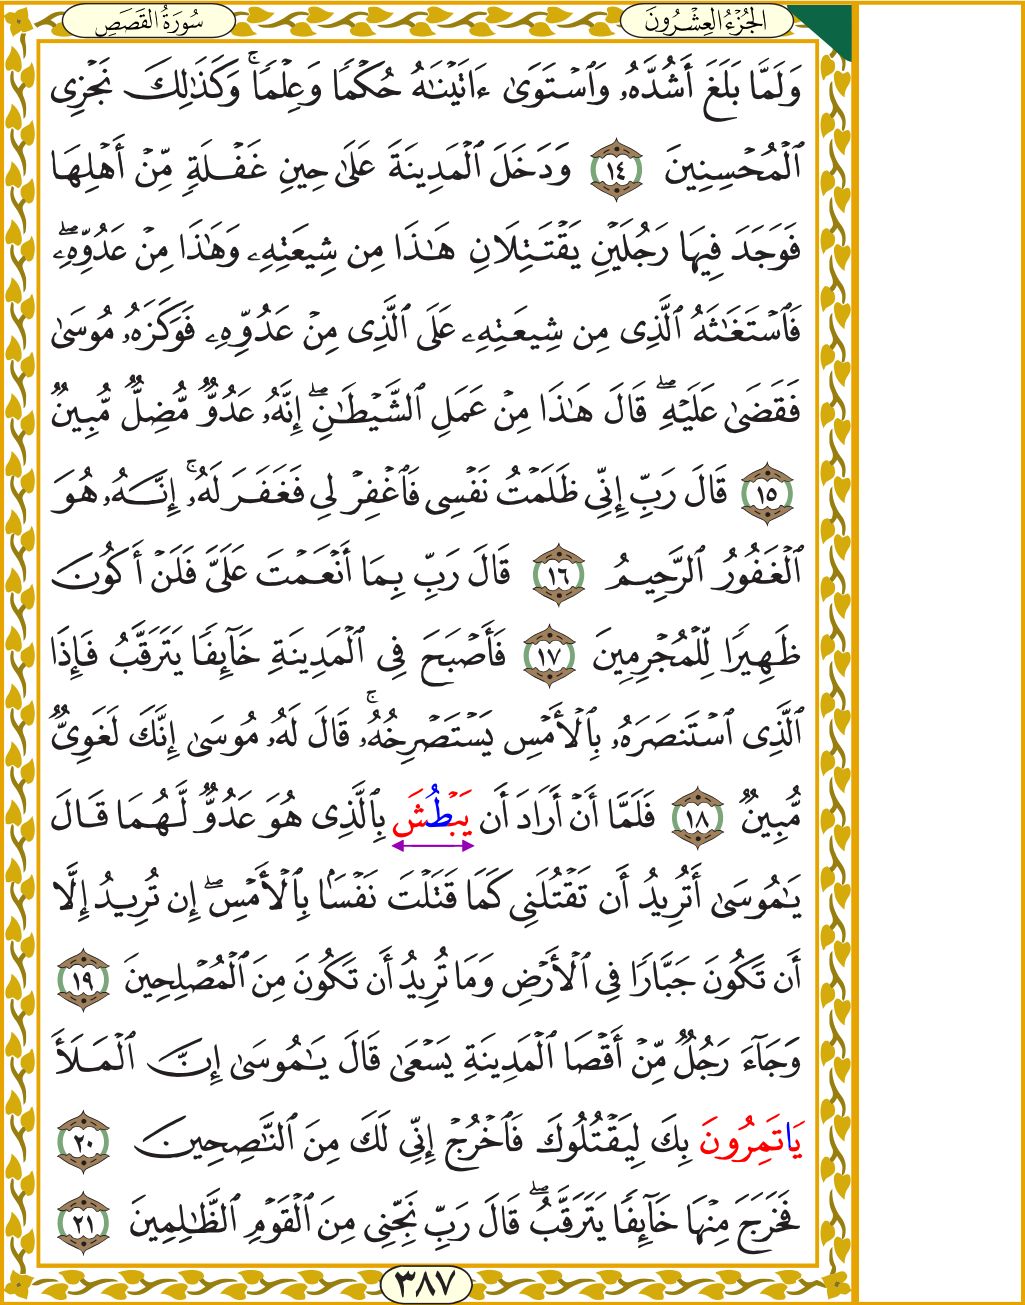 الجُزْءُ العِشْرُونَ
سُورَةُ القَصَصِ
وَلَمَّا بَلَغَ أَشُدَّهُۥ وَٱسْتَوَىٰٓ ءَاتَيْنَٰهُ حُكْمًا وَعِلْمًا ۚ وَكَذَٰلِكَ نَجْزِى
ٱلْمُحْسِنِينَ ١٤ وَدَخَلَ ٱلْمَدِينَةَ عَلَىٰ حِينِ غَفْلَةٍ مِّنْ أَهْلِهَا
فَوَجَدَ فِيهَا رَجُلَيْنِ يَقْتَتِلَانِ هَٰذَا مِن شِيعَتِهِۦ وَهَٰذَا مِنْ عَدُوِّهِۦ ۖ
فَٱسْتَغَٰثَهُ ٱلَّذِى مِن شِيعَتِهِۦ عَلَى ٱلَّذِى مِنْ عَدُوِّهِۦ فَوَكَزَهُۥ مُوسَىٰ
فَقَضَىٰ عَلَيْهِ ۖ قَالَ هَٰذَا مِنْ عَمَلِ ٱلشَّيْطَٰنِ ۖ إِنَّهُۥ عَدُوٌّ مُّضِلٌّ مُّبِينٌ
١٥ قَالَ رَبِّ إِنِّى ظَلَمْتُ نَفْسِى فَٱغْفِرْ لِى فَغَفَرَ لَهُۥٓ ۚ إِنَّهُۥ هُوَ
ٱلْغَفُورُ ٱلرَّحِيمُ ١٦ قَالَ رَبِّ بِمَآ أَنْعَمْتَ عَلَىَّ فَلَنْ أَكُونَ
ظَهِيرًا لِّلْمُجْرِمِينَ ١٧ فَأَصْبَحَ فِى ٱلْمَدِينَةِ خَآئِفًا يَتَرَقَّبُ فَإِذَا
ٱلَّذِى ٱسْتَنصَرَهُۥ بِٱلْأَمْسِ يَسْتَصْرِخُهُۥ ۚ قَالَ لَهُۥ مُوسَىٰٓ إِنَّكَ لَغَوِىٌّ
مُّبِينٌ ١٨ فَلَمَّآ أَنْ أَرَادَ أَن يَبْطُشَ بِٱلَّذِى هُوَ عَدُوٌّ لَّهُمَا قَالَ
يَٰمُوسَىٰٓ أَتُرِيدُ أَن تَقْتُلَنِى كَمَا قَتَلْتَ نَفْسًۢا بِٱلْأَمْسِ ۖ إِن تُرِيدُ إِلَّآ
أَن تَكُونَ جَبَّارًا فِى ٱلْأَرْضِ وَمَا تُرِيدُ أَن تَكُونَ مِنَ ٱلْمُصْلِحِينَ ١٩
وَجَآءَ رَجُلٌ مِّنْ أَقْصَا ٱلْمَدِينَةِ يَسْعَىٰ قَالَ يَٰمُوسَىٰٓ إِنَّ ٱلْمَلَأَ
يَاتَمِرُونَ بِكَ لِيَقْتُلُوكَ فَٱخْرُجْ إِنِّى لَكَ مِنَ ٱلنَّٰصِحِينَ ٢٠
فَخَرَجَ مِنْهَا خَآئِفًا يَتَرَقَّبُ ۖ قَالَ رَبِّ نَجِّنِى مِنَ ٱلْقَوْمِ ٱلظَّٰلِمِينَ ٢١
٣٨٧